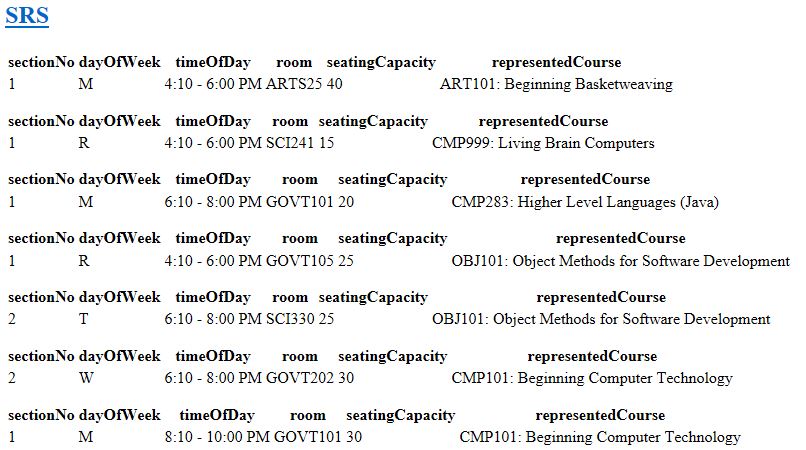 SRS
sectionNo dayOfWeek timeOfDay room seatingCapacity representedCourse
1 M 4:10 - 6:00 PM ARTS25 40 ART101: Beginning Basketweaving
sectionNo dayOfWeek timeOfDay room seatingCapacity representedCourse
1 R 4:10 - 6:00 PM SCI241 15 CMP999: Living Brain Computers
sectionNo dayOfWeek timeOfDay room seatingCapacity representedCourse
1 M 6:10 - 8:00 PM GOVT101 20 CMP283: Higher Level Languages (Java)
sectionNo dayOfWeek timeOfDay room seatingCapacity representedCourse
1 R 4:10 - 6:00 PM GOVT105 25 OBJ101: Object Methods for Software Development
sectionNo dayOfWeek timeOfDay room seatingCapacity representedCourse
2 T 6:10 - 8:00 PM SCI330 25 OBJ101: Object Methods for Software Development
sectionNo dayOfWeek timeOfDay room seatingCapacity representedCourse
2 W 6:10 - 8:00 PM GOVT202 30 CMP101: Beginning Computer Technology
sectionNo dayOfWeek timeOfDay room seatingCapacity representedCourse
1 M 8:10 - 10:00 PM GOVT101 30 CMP101: Beginning Computer Technology